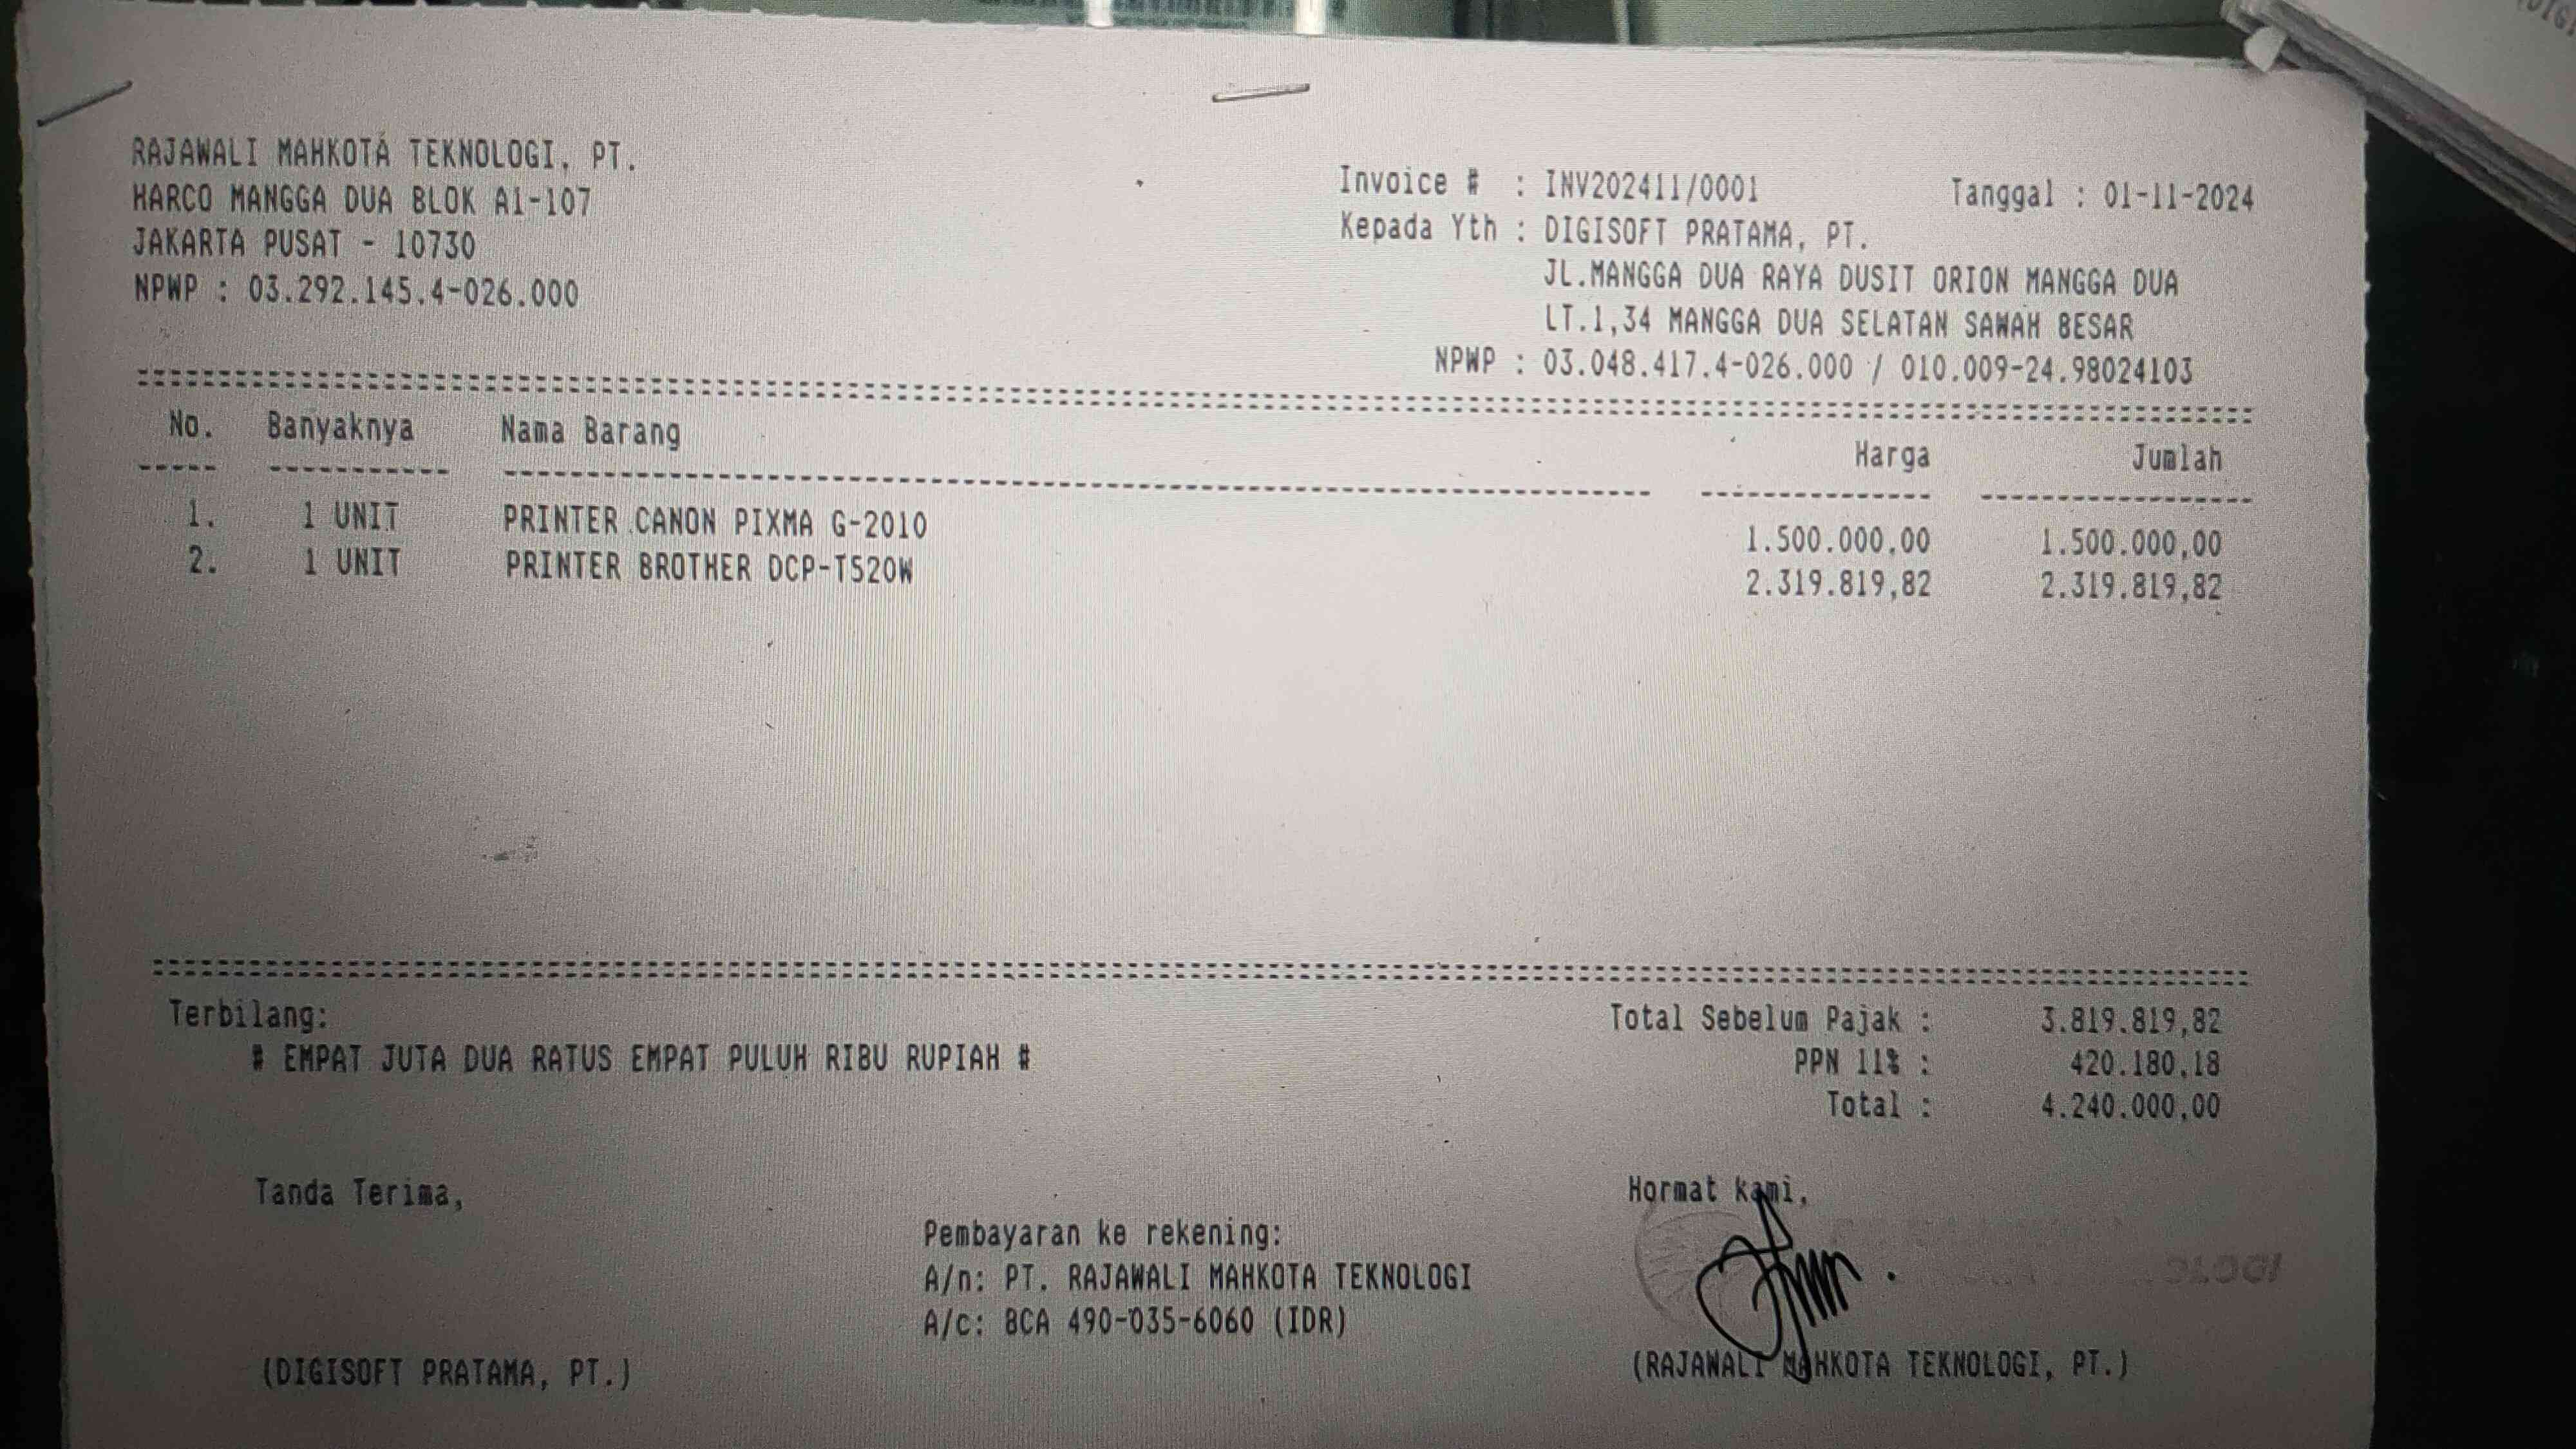 RAJAWALI MAHKOTA TEKNOLOGI, PT.
HARCO MANGGA DUA BLOK A1-107
JAKARTA PUSAT - 10730
NPWP : 03.292.145.4-026.000
Invoice # : INV202411/0001 Tanggal : 01-11-2024
Kepada Yth : DIGISOFT PRATAMA, PT.
JL.MANGGA DUA RAYA DUSIT ORION MANGGA DUA
LT.1,34 MANGGA DUA SELATAN SAWAH BESAR
NPWP : 03.048.417.4-026.000 / 010.009-24.98024103
No. Banyaknya Nama Barang Harga Jumlah
1. 1 UNIT PRINTER CANON PIXMA G-2010 1.500.000,00 1.500.000,00
2. 1 UNIT PRINTER BROTHER DCP-T520W 2.319.819,82 2.319.819,82
Terbilang:
# EMPAT JUTA DUA RATUS EMPAT PULUH RIBU RUPIAH #
Total Sebelum Pajak : 3.819.819,82
PPN 11% : 420.180,18
Total : 4.240.000,00
Tanda Terima,
(DIGISOFT PRATAMA, PT.)
Pembayaran ke rekening:
A/n: PT. RAJAWALI MAHKOTA TEKNOLOGI
A/c: BCA 490-035-6060 (IDR)
Hormat kami,
(RAJAWALI MAHKOTA TEKNOLOGI, PT.)